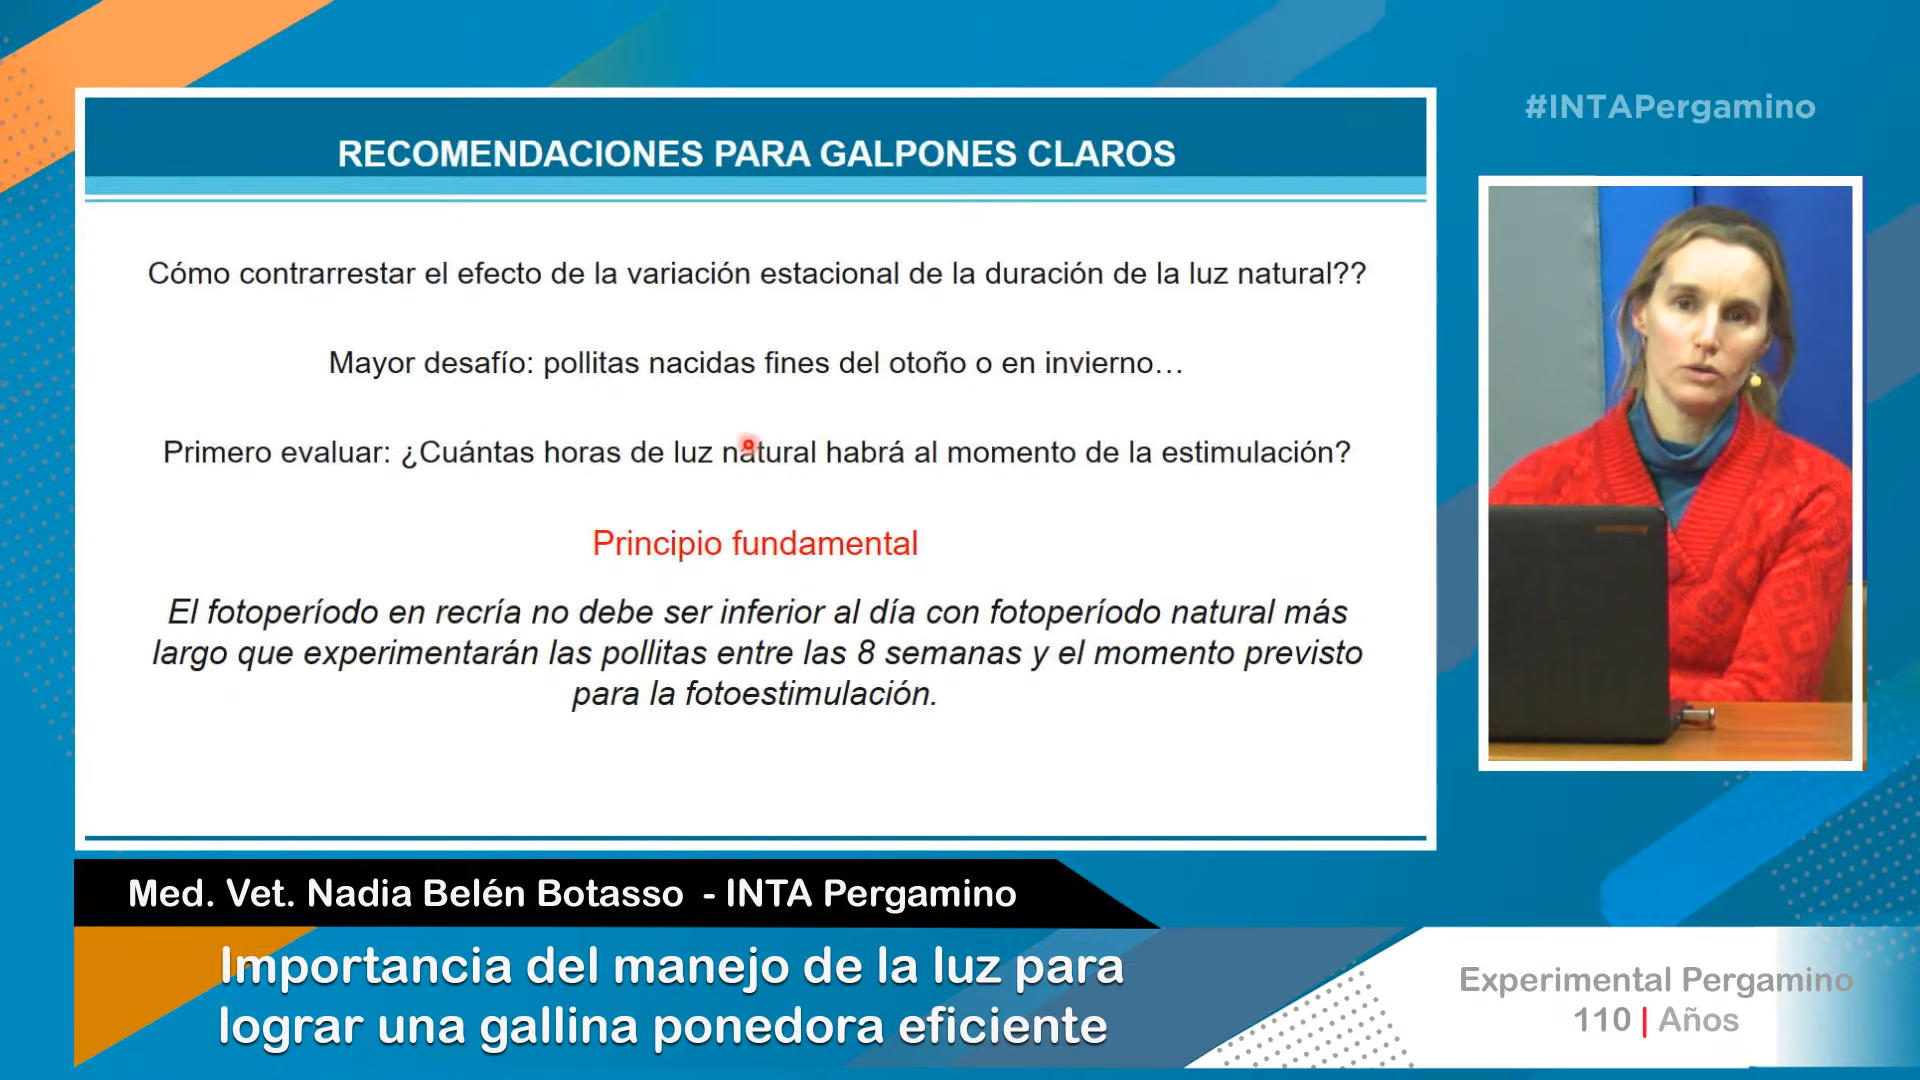 #INTAPergamino
RECOMENDACIONES PARA GALPONES CLAROS
Cómo contrarrestar el efecto de la variación estacional de la duración de la luz natural??
Mayor desafío: pollitas nacidas fines del otoño o en invierno…
Primero evaluar: ¿Cuántas horas de luz natural habrá al momento de la estimulación?
Principio fundamental
El fotoperíodo en recría no debe ser inferior al día con fotoperíodo natural más
largo que experimentarán las pollitas entre las 8 semanas y el momento previsto
para la fotoestimulación.
Med. Vet. Nadia Belén Botasso - INTA Pergamino
Importancia del manejo de la luz para
lograr una gallina ponedora eficiente
Experimental Pergamino
110 | Años